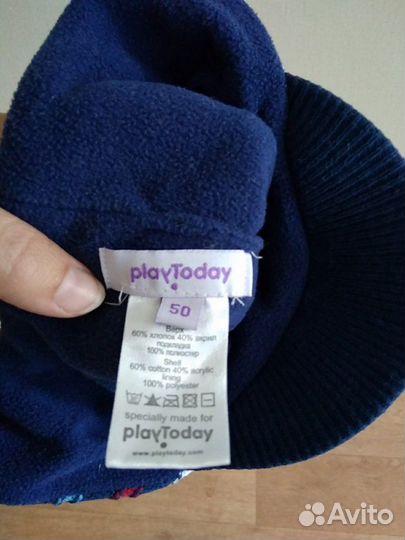 playToday
50
Верх
60% хлопок 40% акрил
подкладка
100% полиэстер
Shell
60% cotton 40% acrylic
lining
100% polyester
specially made for
playToday
www.playtoday.ru
Avito